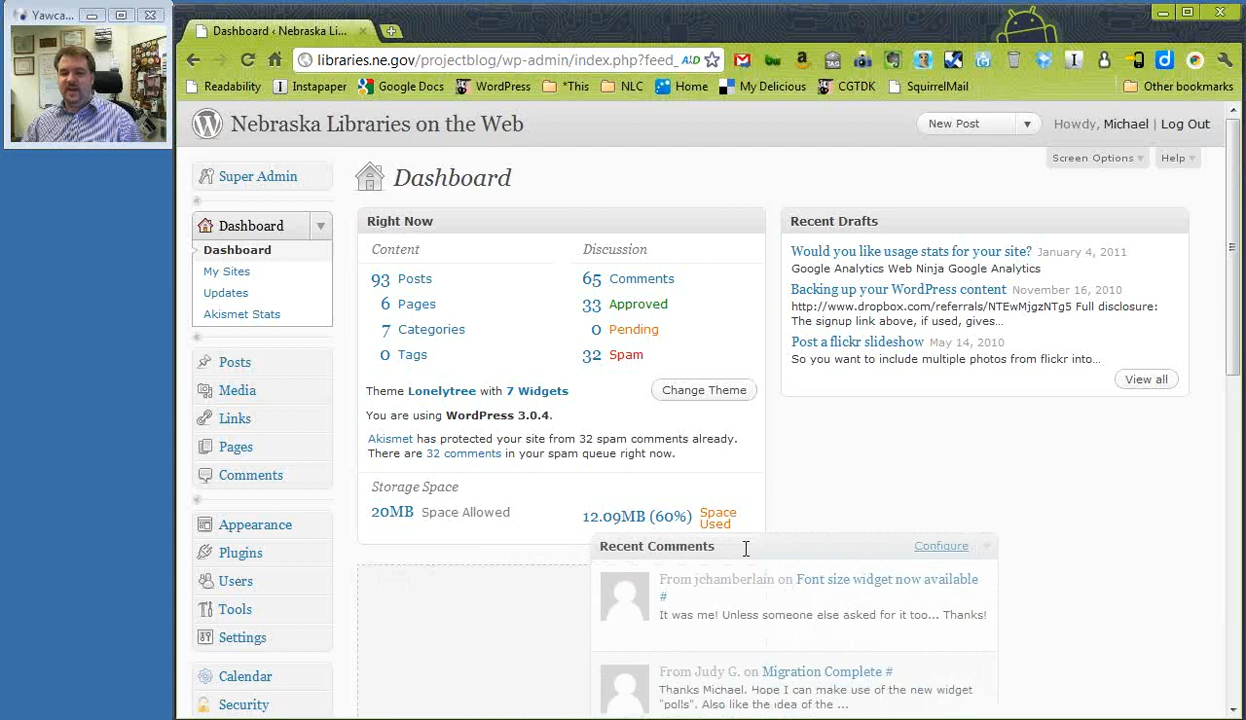 Yawca...
Dashboard ‹ Nebraska Li...
libraries.ne.gov/projectblog/wp-admin/index.php?feed_
Readability
Instapaper
Google Docs
WordPress
*This
NLC
Home
My Delicious
CGTDK
SquirrelMail
Other bookmarks
Nebraska Libraries on the Web
New Post
Howdy, Michael | Log Out
Screen Options
Help
Super Admin
Dashboard
Dashboard
Dashboard
My Sites
Updates
Akismet Stats
Posts
Media
Links
Pages
Comments
Appearance
Plugins
Users
Tools
Settings
Calendar
Security
Right Now
Content
Discussion
93 Posts
65 Comments
6 Pages
33 Approved
7 Categories
0 Pending
0 Tags
32 Spam
Theme Lonelytree with 7 Widgets
Change Theme
You are using WordPress 3.0.4.
Akismet has protected your site from 32 spam comments already.
There are 32 comments in your spam queue right now.
Storage Space
20MB Space Allowed
12.09MB (60%) Space
Used
Recent Drafts
Would you like usage stats for your site? January 4, 2011
Google Analytics Web Ninja Google Analytics
Backing up your WordPress content November 16, 2010
http://www.dropbox.com/referrals/NTEwMjgzNTg5 Full disclosure:
The signup link above, if used, gives...
Post a flickr slideshow May 14, 2010
So you want to include multiple photos from flickr into...
View all
Recent Comments
Configure
From jchamberlain on Font size widget now available
#
It was me! Unless someone else asked for it too... Thanks!
From Judy G. on Migration Complete #
Thanks Michael. Hope I can make use of the new widget
"polls". Also like the idea of the ...